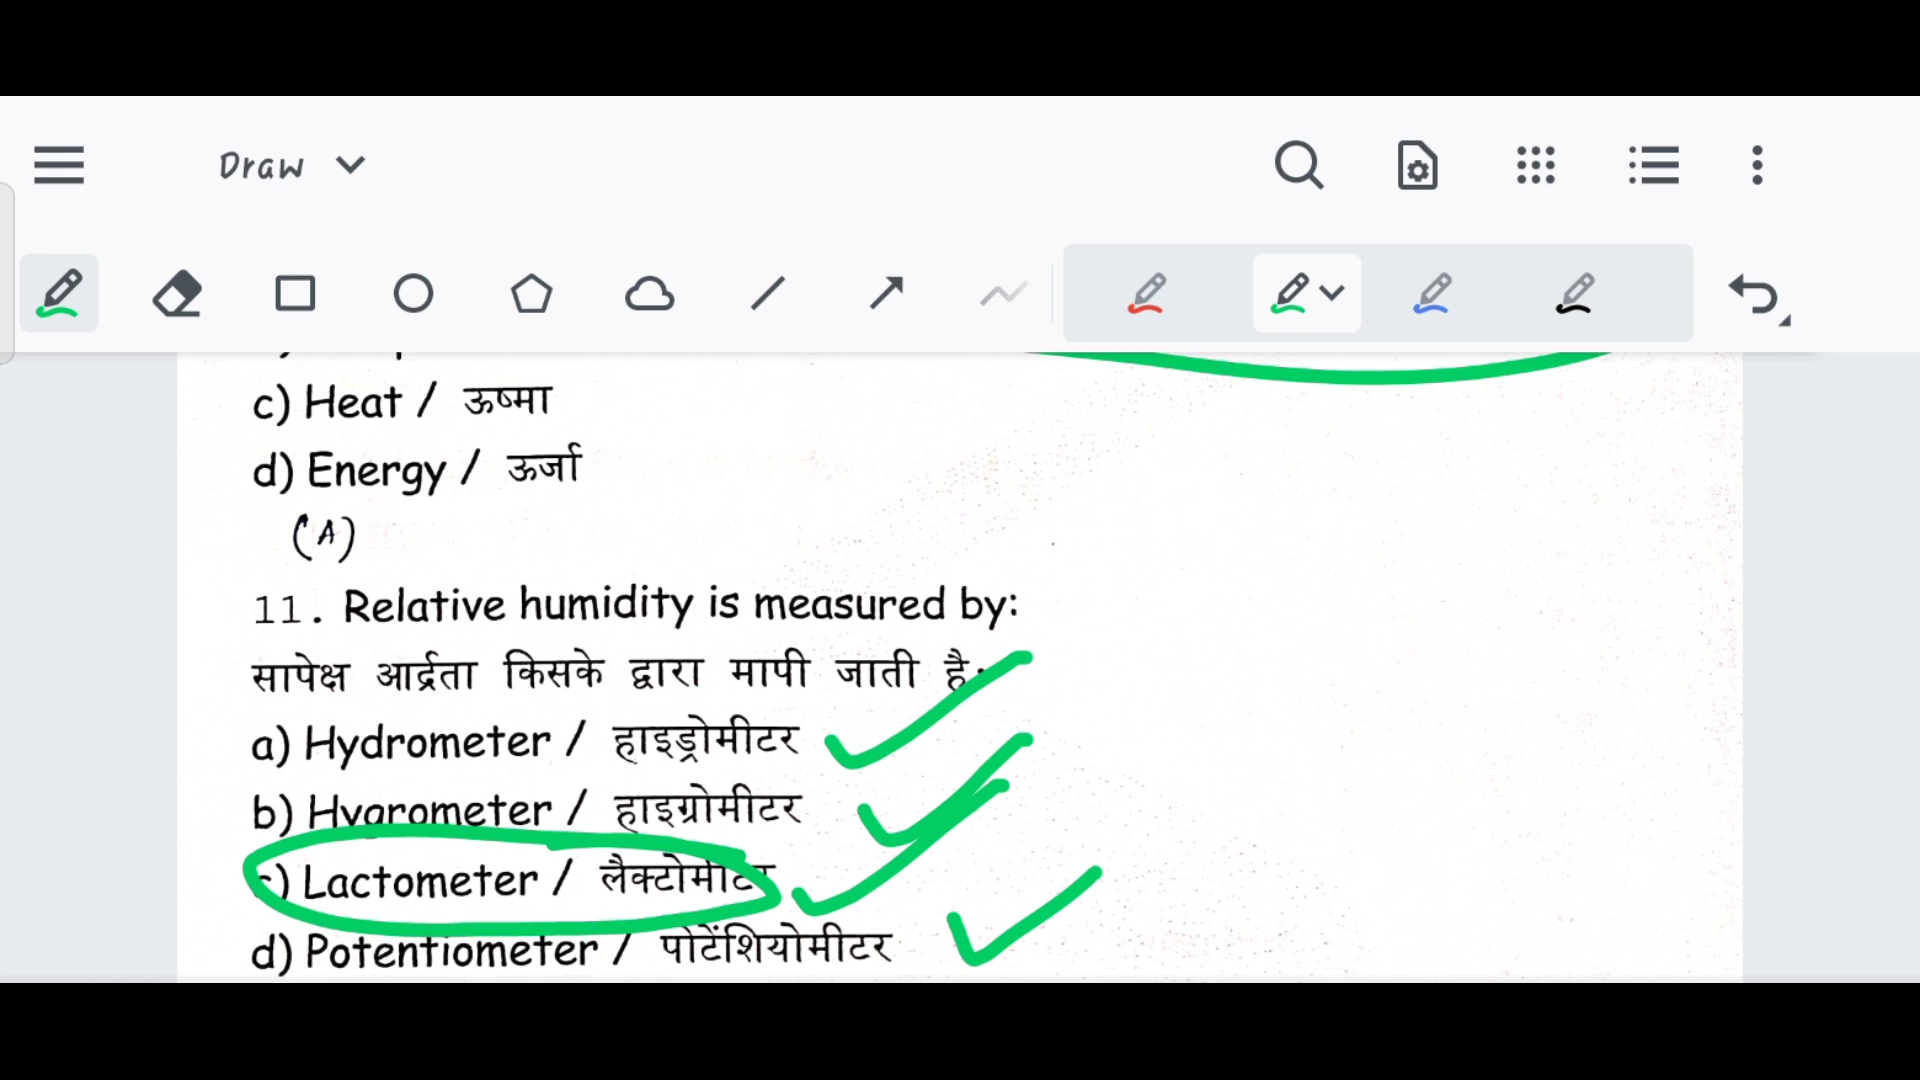 Draw
c) Heat / ऊष्मा
d) Energy / ऊर्जा
(A)
11. Relative humidity is measured by:
सापेक्ष आर्द्रता किसके द्वारा मापी जाती है:
a) Hydrometer / हाइड्रोमीटर
b) Hygrometer / हाइग्रोमीटर
c) Lactometer / लैक्टोमीटर
d) Potentiometer / पोटेंशियोमीटर